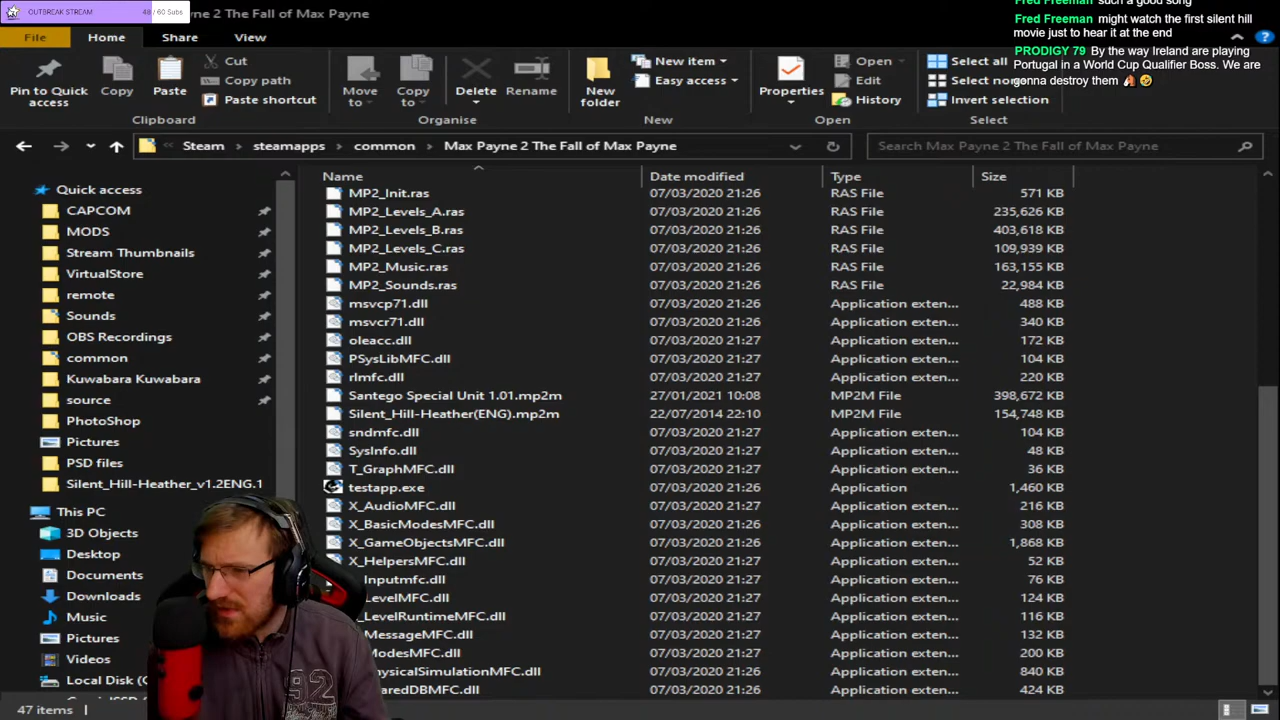 OUTBREAK STREAM 48 / 60 Subs
Payne 2 The Fall of Max Payne
Fred Freeman such a good song
Fred Freeman might watch the first silent hill
movie just to hear it at the end
PRODIGY 79 By the way Ireland are playing
Portugal in a World Cup Qualifier Boss. We are
gonna destroy them
File Home Share View
Pin to Quick access
Copy
Paste
Cut
Copy path
Paste shortcut
Clipboard
Move to
Copy to
Delete
Rename
Organise
New folder
New item
Easy access
New
Properties
Open
Edit
History
Open
Select all
Select none
Invert selection
Select
Steam > steamapps > common > Max Payne 2 The Fall of Max Payne
Search Max Payne 2 The Fall of Max Payne
Quick access
CAPCOM
MODS
Stream Thumbnails
VirtualStore
remote
Sounds
OBS Recordings
common
Kuwabara Kuwabara
source
PhotoShop
Pictures
PSD files
Silent_Hill-Heather_v1.2ENG.1
This PC
3D Objects
Desktop
Documents
Downloads
Music
Pictures
Videos
Local Disk (
Name Date modified Type Size
MP2_Init.ras 07/03/2020 21:26 RAS File 571 KB
MP2_Levels_A.ras 07/03/2020 21:26 RAS File 235,626 KB
MP2_Levels_B.ras 07/03/2020 21:26 RAS File 403,618 KB
MP2_Levels_C.ras 07/03/2020 21:26 RAS File 109,939 KB
MP2_Music.ras 07/03/2020 21:26 RAS File 163,155 KB
MP2_Sounds.ras 07/03/2020 21:26 RAS File 22,984 KB
msvcp71.dll 07/03/2020 21:26 Application exten... 488 KB
msvcr71.dll 07/03/2020 21:26 Application exten... 340 KB
oleacc.dll 07/03/2020 21:27 Application exten... 172 KB
PSysLibMFC.dll 07/03/2020 21:27 Application exten... 104 KB
rlmfc.dll 07/03/2020 21:27 Application exten... 220 KB
Santego Special Unit 1.01.mp2m 27/01/2021 10:08 MP2M File 398,672 KB
Silent_Hill-Heather(ENG).mp2m 22/07/2014 22:10 MP2M File 154,748 KB
sndmfc.dll 07/03/2020 21:27 Application exten... 104 KB
SysInfo.dll 07/03/2020 21:27 Application exten... 48 KB
T_GraphMFC.dll 07/03/2020 21:27 Application exten... 36 KB
testapp.exe 07/03/2020 21:26 Application 1,460 KB
X_AudioMFC.dll 07/03/2020 21:26 Application exten... 216 KB
X_BasicModesMFC.dll 07/03/2020 21:26 Application exten... 308 KB
X_GameObjectsMFC.dll 07/03/2020 21:27 Application exten... 1,868 KB
X_HelpersMFC.dll 07/03/2020 21:26 Application exten... 52 KB
Inputmfc.dll 07/03/2020 21:27 Application exten... 76 KB
_LevelMFC.dll 07/03/2020 21:27 Application exten... 124 KB
_LevelRuntimeMFC.dll 07/03/2020 21:27 Application exten... 116 KB
MessageMFC.dll 07/03/2020 21:27 Application exten... 132 KB
ModesMFC.dll 07/03/2020 21:27 Application exten... 200 KB
hysicalSimulationMFC.dll 07/03/2020 21:26 Application exten... 840 KB
aredDBMFC.dll 07/03/2020 21:27 Application exten... 424 KB
92
47 items